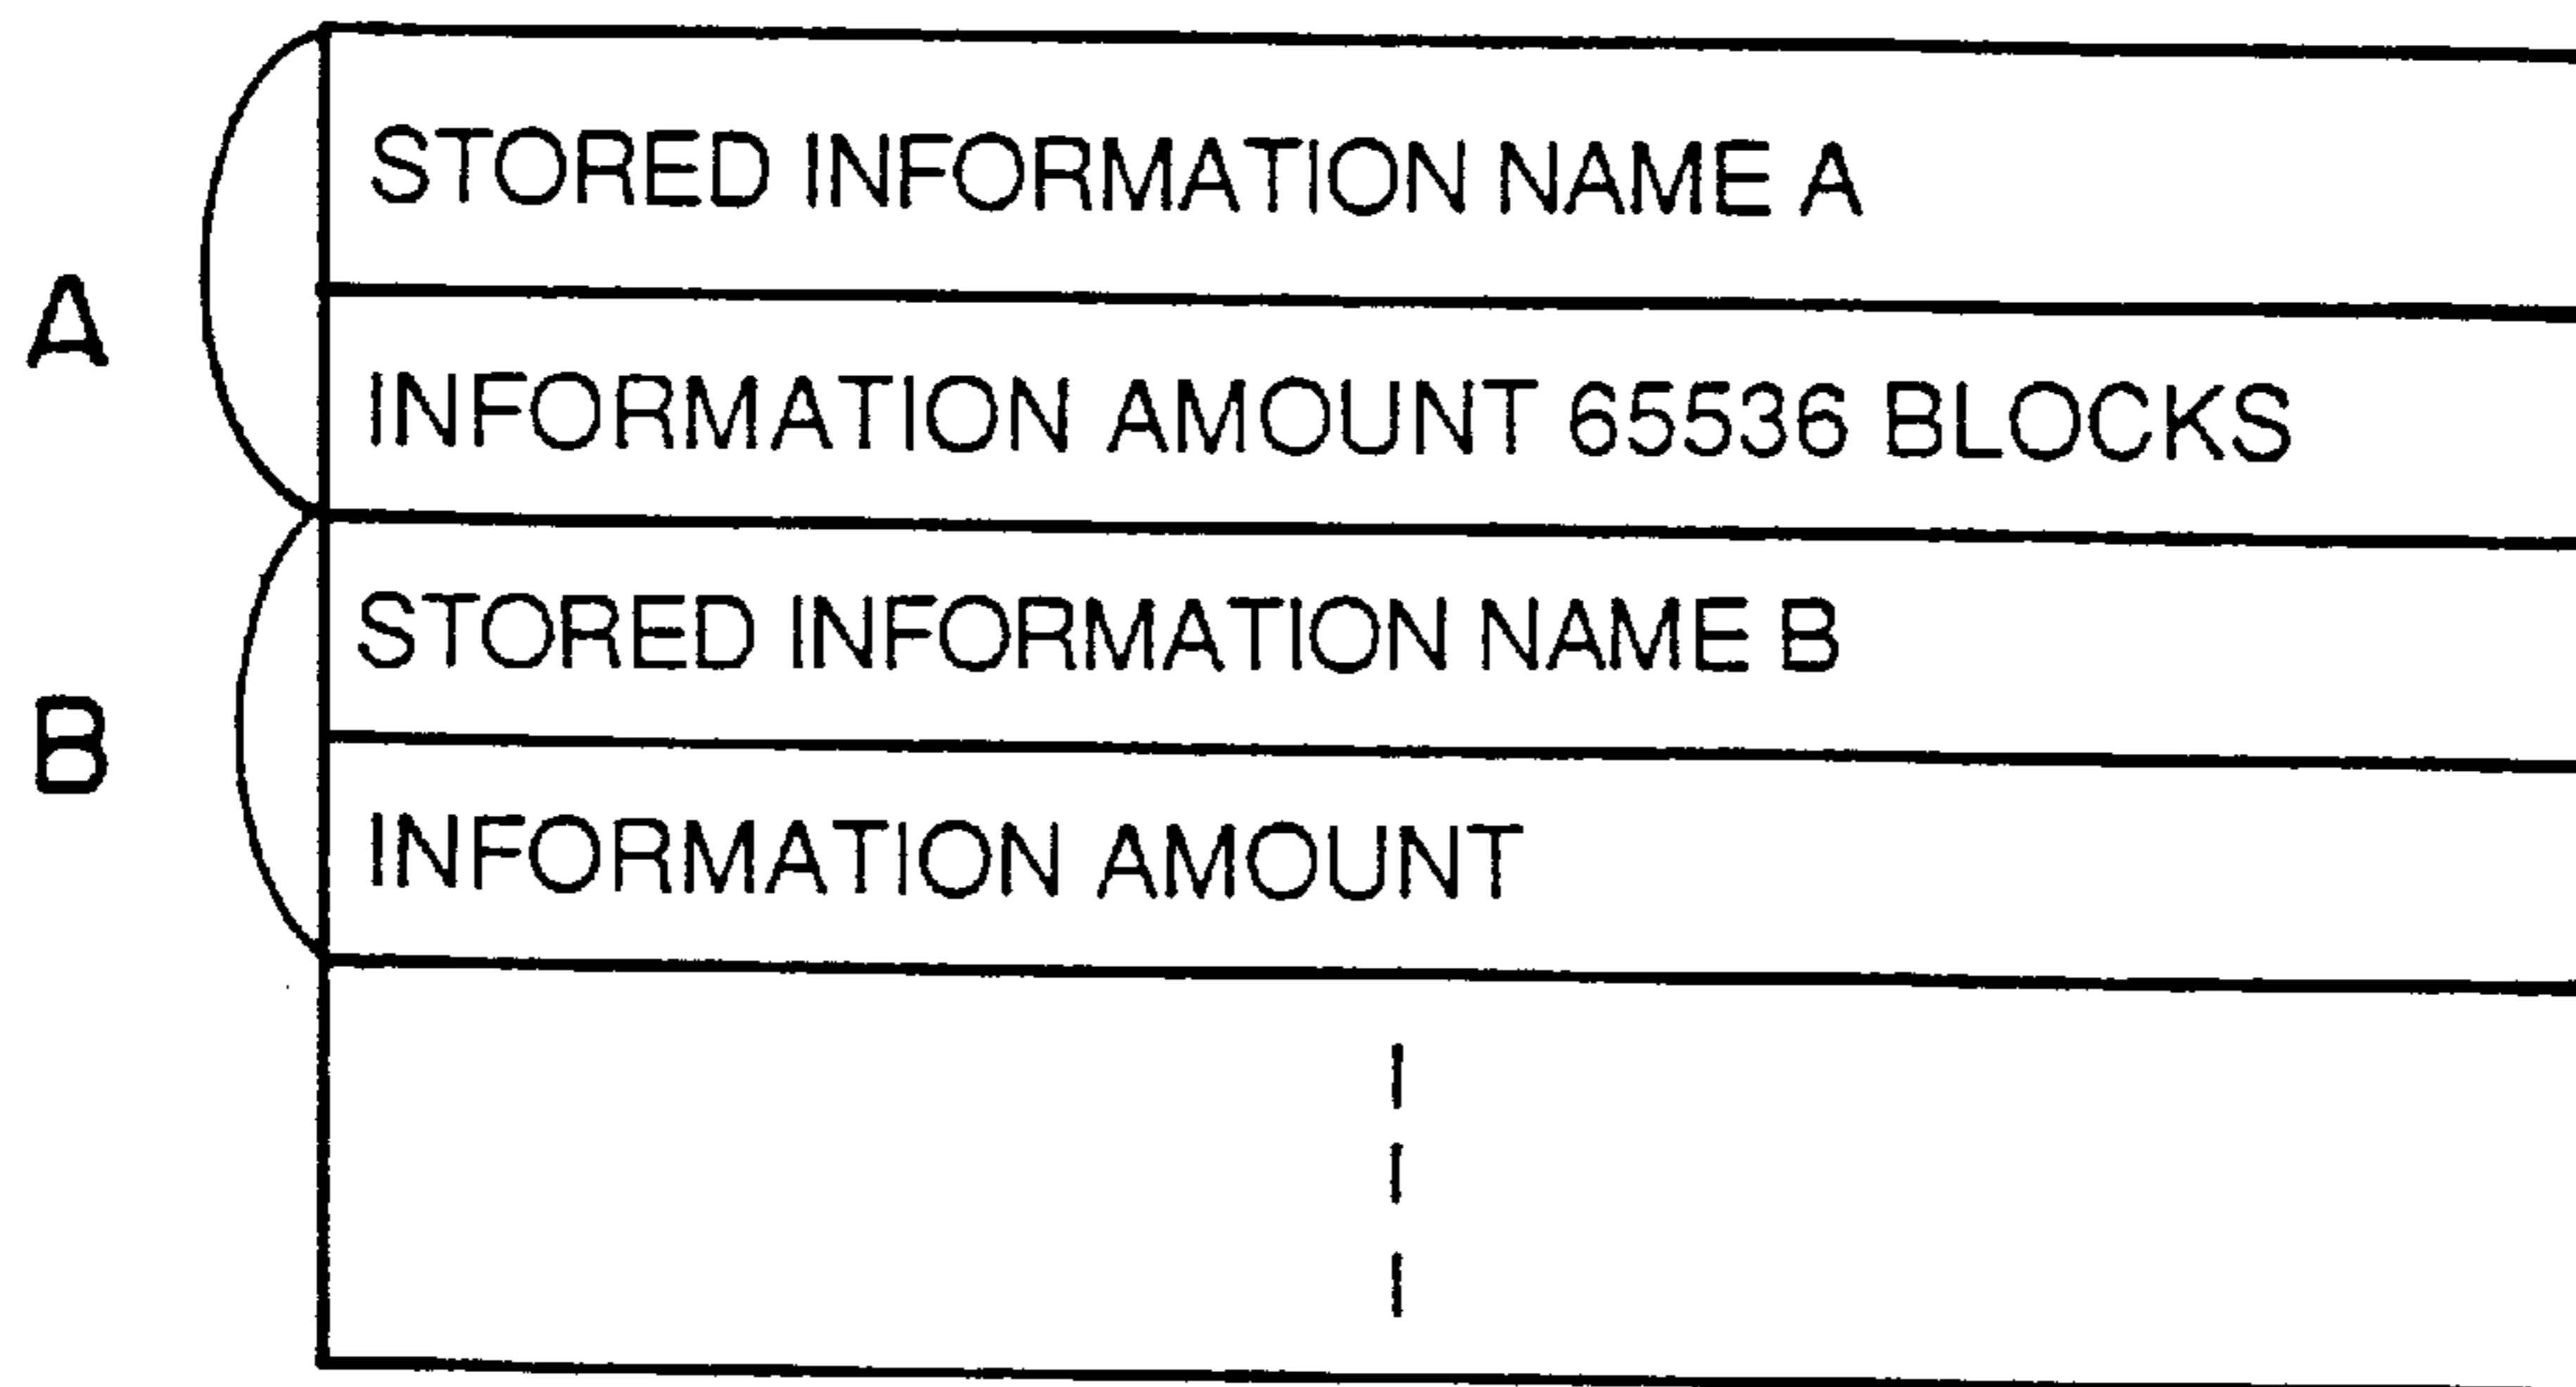 STORED INFORMATION NAME A
A
INFORMATION AMOUNT 65536 BLOCKS
STORED INFORMATION NAME B
B
INFORMATION AMOUNT